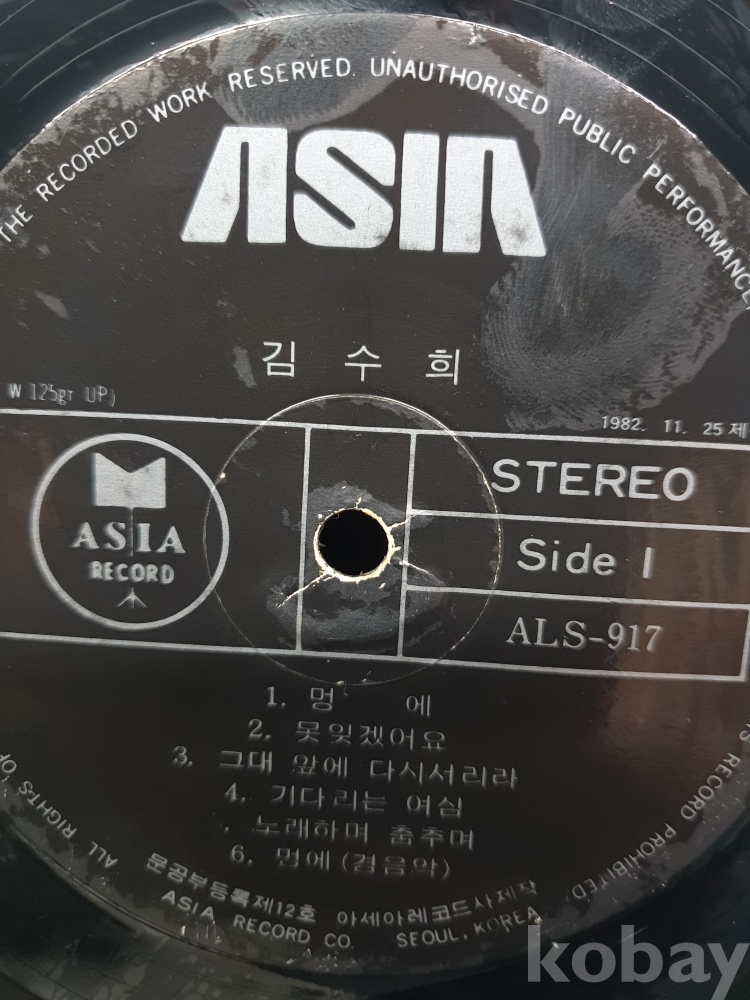 THE RECORDED WORK RESERVED. UNAUTHORISED PUBLIC PERFORMANCE,
ASIA
김 수 희
W 125gr UP)
1982. 11. 25 제
STEREO
ASIA
RECORD
Side 1
ALS-917
1. 멍 에
2. 못잊겠어요
3. 그대 앞에 다시서리라
4. 기다리는 여심
. 노래하며 춤추며
6. 멍에 (경음악)
S RECORD PROHIBITED.
ALL RIGHTS OF
문공부등록제12호 아세아레코드사제작
ASIA RECORD CO. SEOUL, KOREA
kobay